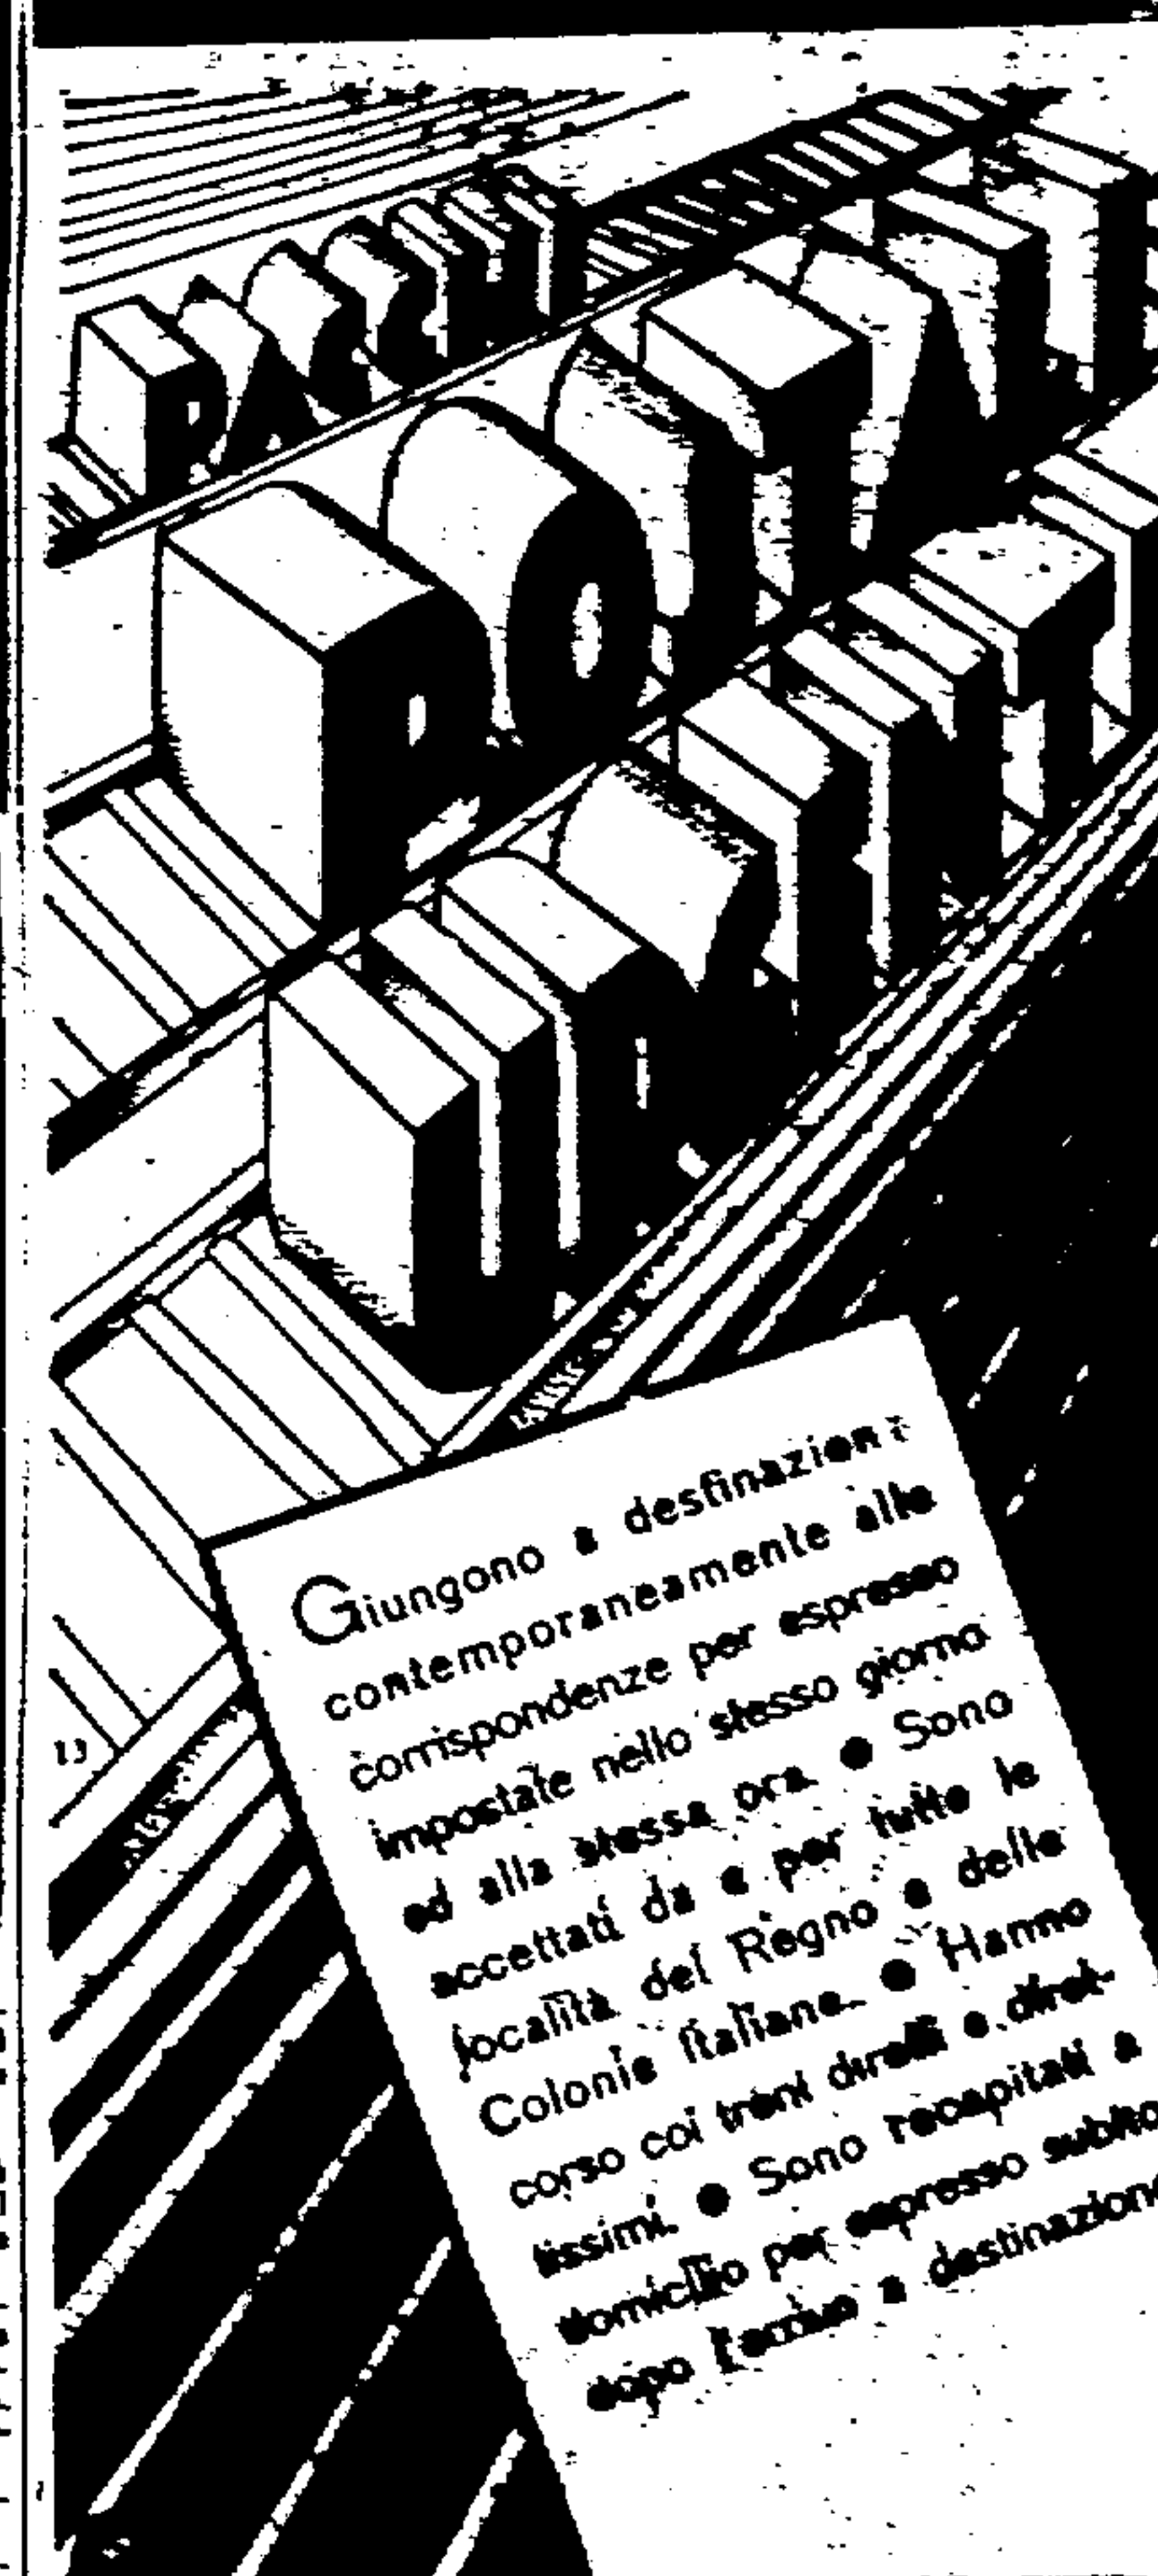 PACCHI
POSTALI
URGENTI
Giungono a destinazione
contemporaneamente alle
corrispondenze per espresso
impostate nello stesso giorno
ed alla stessa ora. ● Sono
accettati da e per tutte le
località del Regno e delle
Colonie Italiane. ● Hanno
corso coi treni diretti e diret-
tissimi. ● Sono recapitati a
domicilio per espresso subito
dopo l'arrivo a destinazione